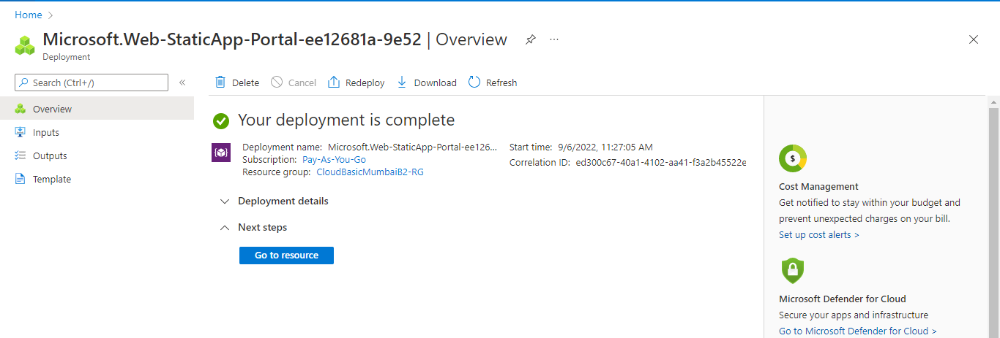 Home >
Microsoft.Web-StaticApp-Portal-ee12681a-9e52 | Overview
Deployment
Search (Ctrl+/)
Overview
Inputs
Outputs
Template
Delete Cancel Redeploy Download Refresh
Your deployment is complete
Deployment name: Microsoft.Web-StaticApp-Portal-ee126...
Subscription: Pay-As-You-Go
Resource group: CloudBasicMumbaiB2-RG
Start time: 9/6/2022, 11:27:05 AM
Correlation ID: ed300c67-40a1-4102-aa41-f3a2b45522e
Deployment details
Next steps
Go to resource
$
Cost Management
Get notified to stay within your budget and
prevent unexpected charges on your bill.
Set up cost alerts >
Microsoft Defender for Cloud
Secure your apps and infrastructure
Go to Microsoft Defender for Cloud >